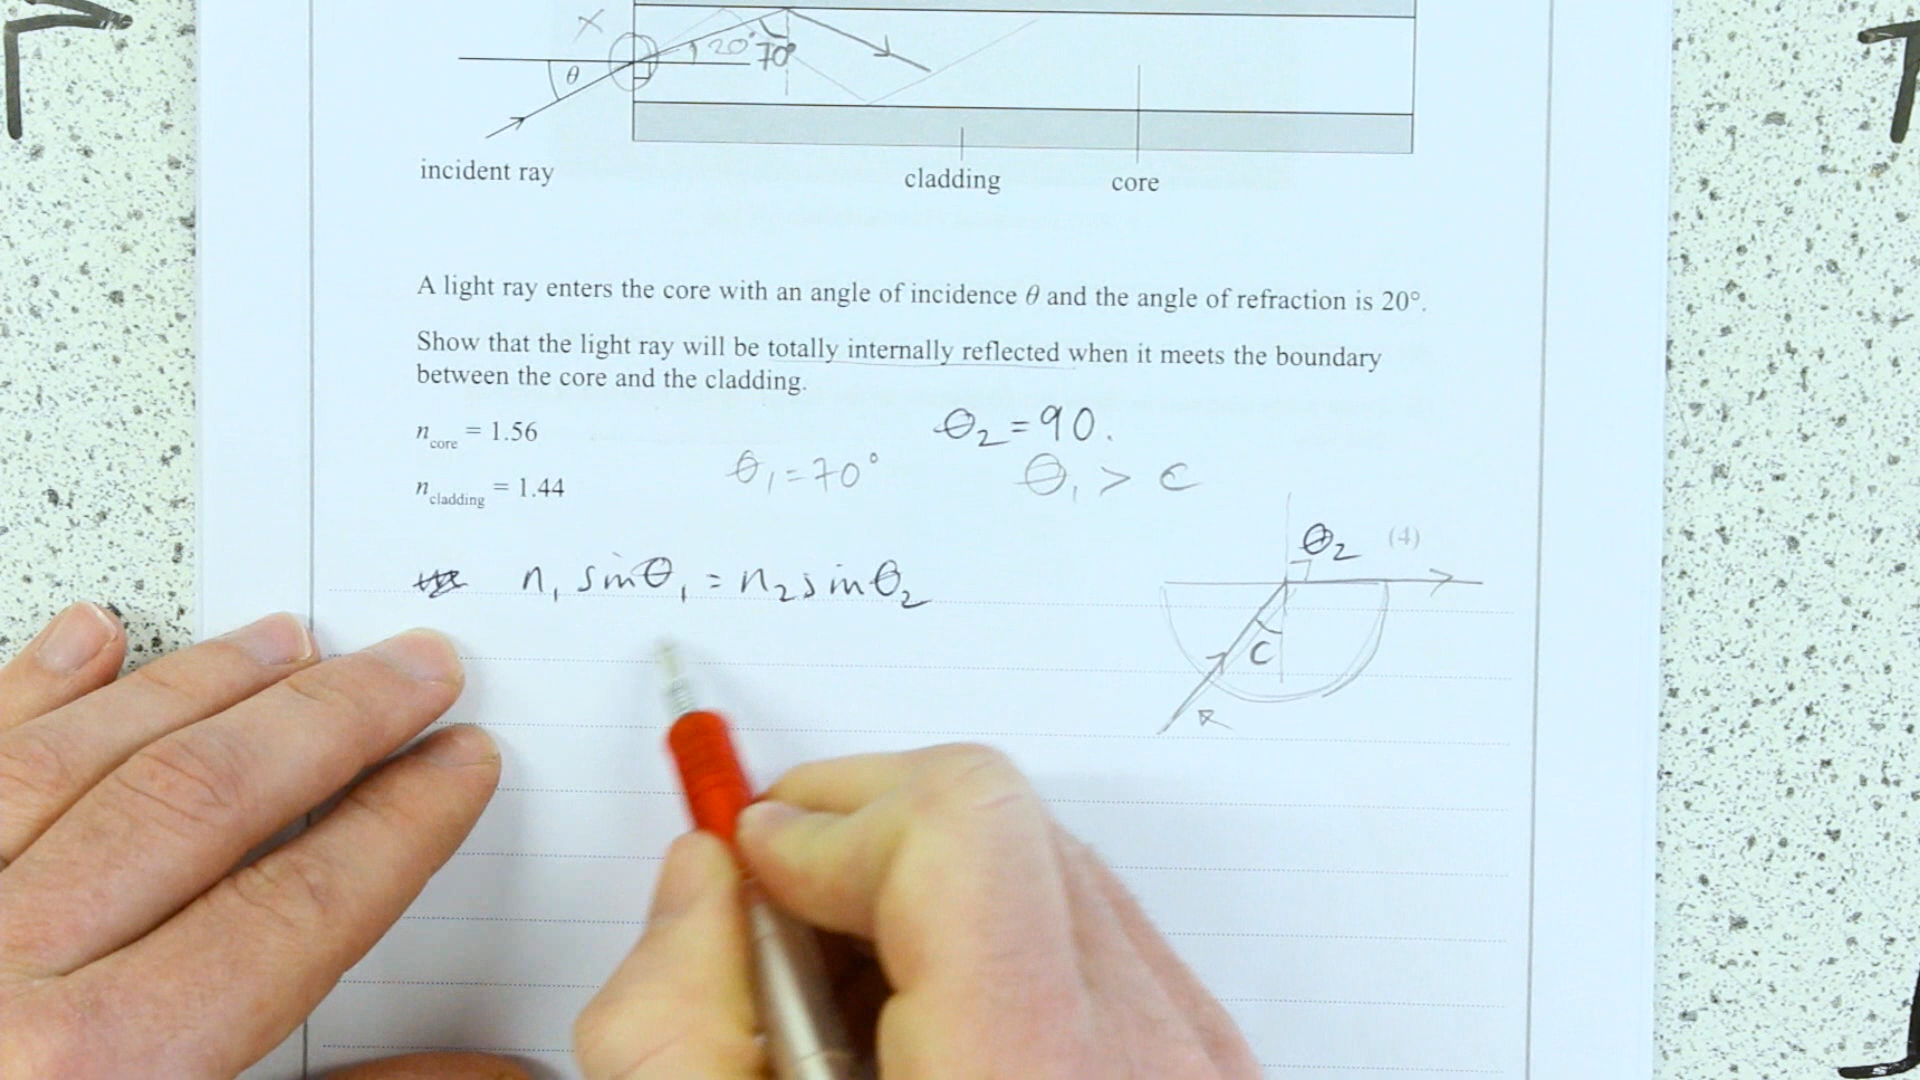 X
20° 70°
θ
incident ray
cladding
core
A light ray enters the core with an angle of incidence θ and the angle of refraction is 20°.
Show that the light ray will be totally internally reflected when it meets the boundary
between the core and the cladding.
n_core = 1.56
θ₂ = 90.
θ₁ = 70°
θ₁ > C
n_cladding = 1.44
θ₂ (4)
n₁ sinθ₁ = n₂ sinθ₂
C